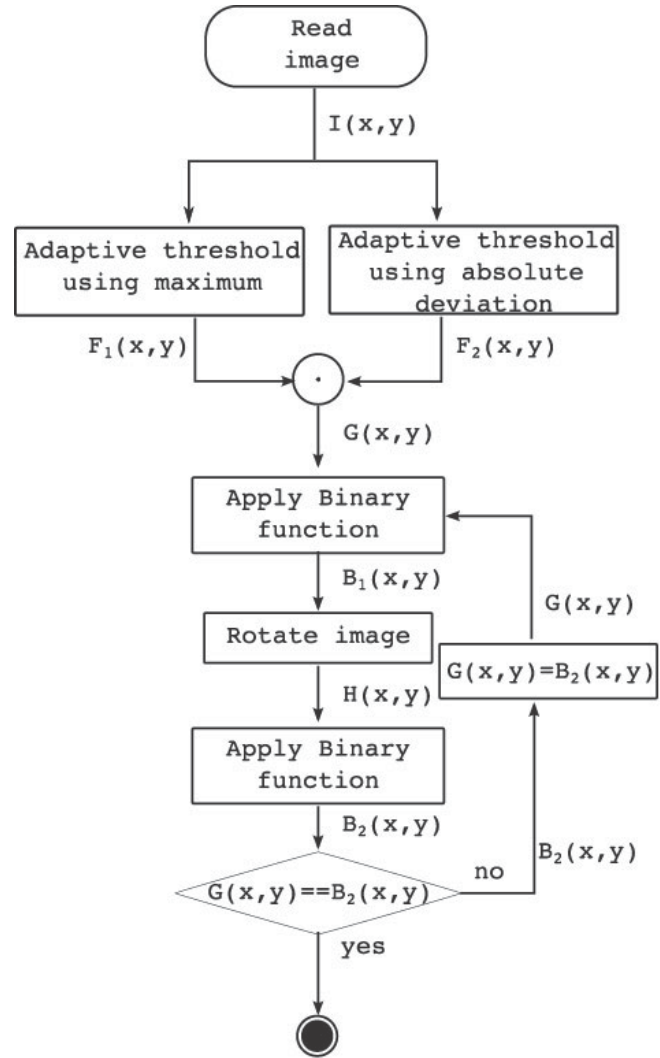 Read
image
I(x,y)
Adaptive threshold
using maximum
Adaptive threshold
using absolute
deviation
F₁(x,y)
F₂(x,y)
·
G(x,y)
Apply Binary
function
B₁(x,y)
G(x,y)
Rotate image
G(x,y)=B₂(x,y)
H(x,y)
Apply Binary
function
B₂(x,y)
B₂(x,y)
no
G(x,y)==B₂(x,y)
yes